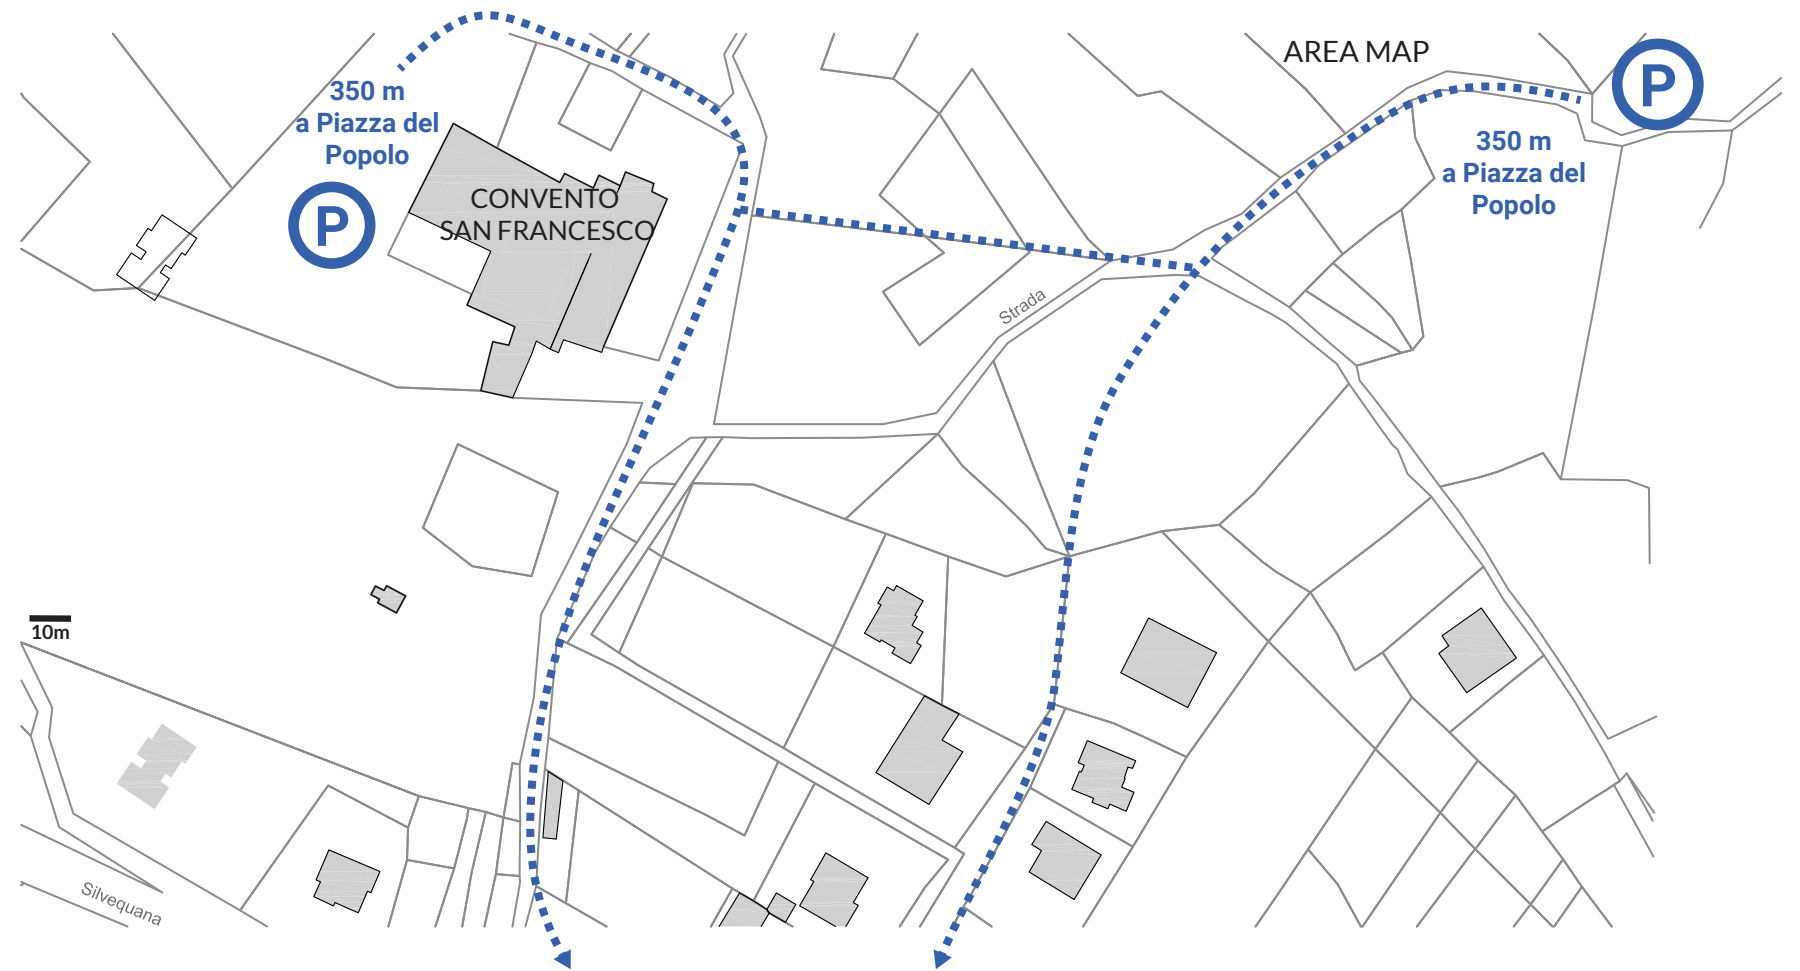 AREA MAP
P
350 m
a Piazza del
Popolo
P
350 m
a Piazza del
Popolo
CONVENTO
SAN FRANCESCO
Strada
10m
Silvequana